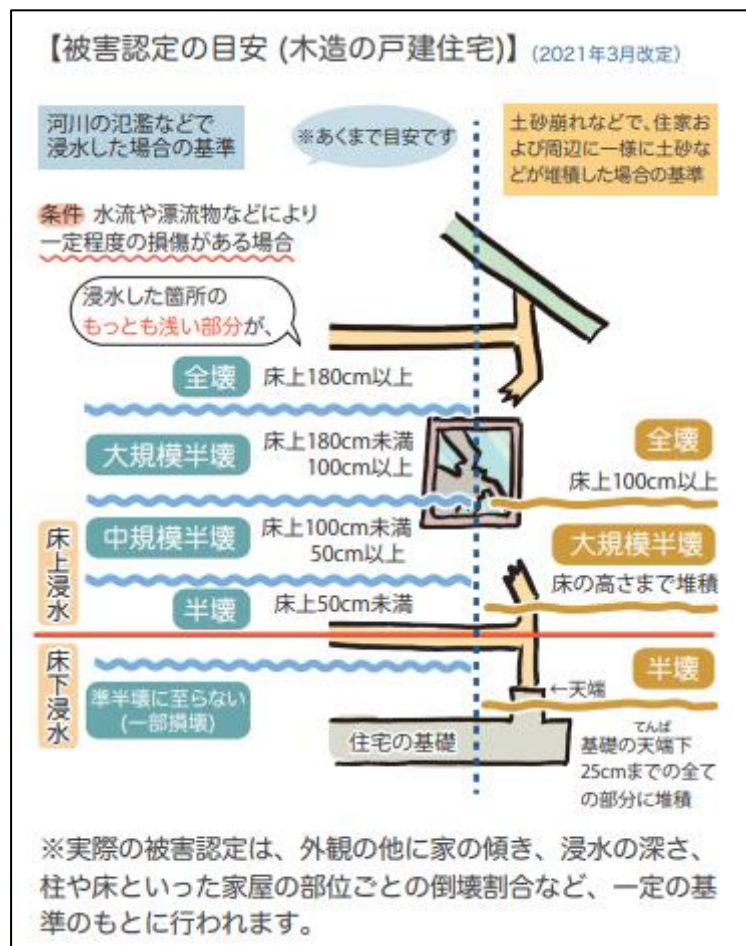 【被害認定の目安 (木造の戸建住宅)】(2021年3月改定)
河川の氾濫などで
浸水した場合の基準
※あくまで目安です
土砂崩れなどで、住家お
よび周辺に一様に土砂な
どが堆積した場合の基準
条件 水流や漂流物などにより
一定程度の損傷がある場合
浸水した箇所の
もっとも浅い部分が、
全壊 床上180cm以上
大規模半壊 床上180cm未満
100cm以上
中規模半壊 床上100cm未満
50cm以上
半壊 床上50cm未満
床上浸水
床下浸水
準半壊に至らない
(一部損壊)
全壊
床上100cm以上
大規模半壊
床の高さまで堆積
半壊
←天端
住宅の基礎
てんば
基礎の天端下
25cmまでの全て
の部分に堆積
※実際の被害認定は、外観の他に家の傾き、浸水の深さ、
柱や床といった家屋の部位ごとの倒壊割合など、一定の基
準のもとに行われます。